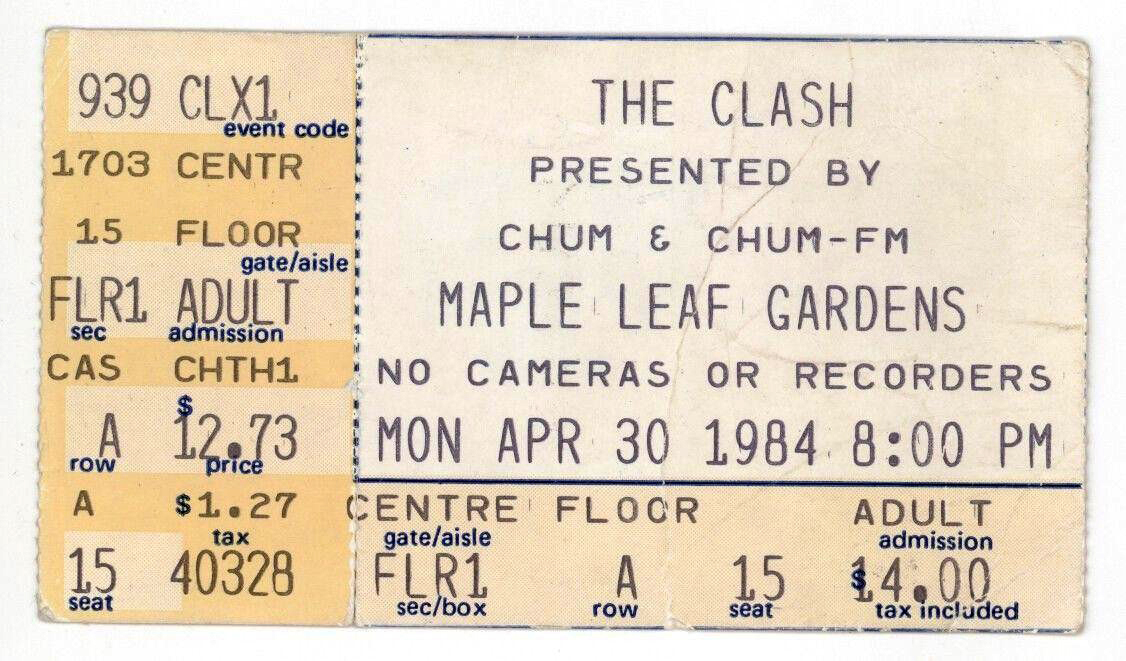 939 CLX1
event code
1703 CENTR
15 FLOOR
gate/aisle
FLR1 ADULT
sec admission
CAS CHTH1
A $12.73
row price
A $1.27
tax
15 40328
seat
THE CLASH
PRESENTED BY
CHUM & CHUM-FM
MAPLE LEAF GARDENS
NO CAMERAS OR RECORDERS
MON APR 30 1984 8:00 PM
CENTRE FLOOR ADULT
gate/aisle admission
FLR1 A 15 $14.00
sec/box row seat tax included